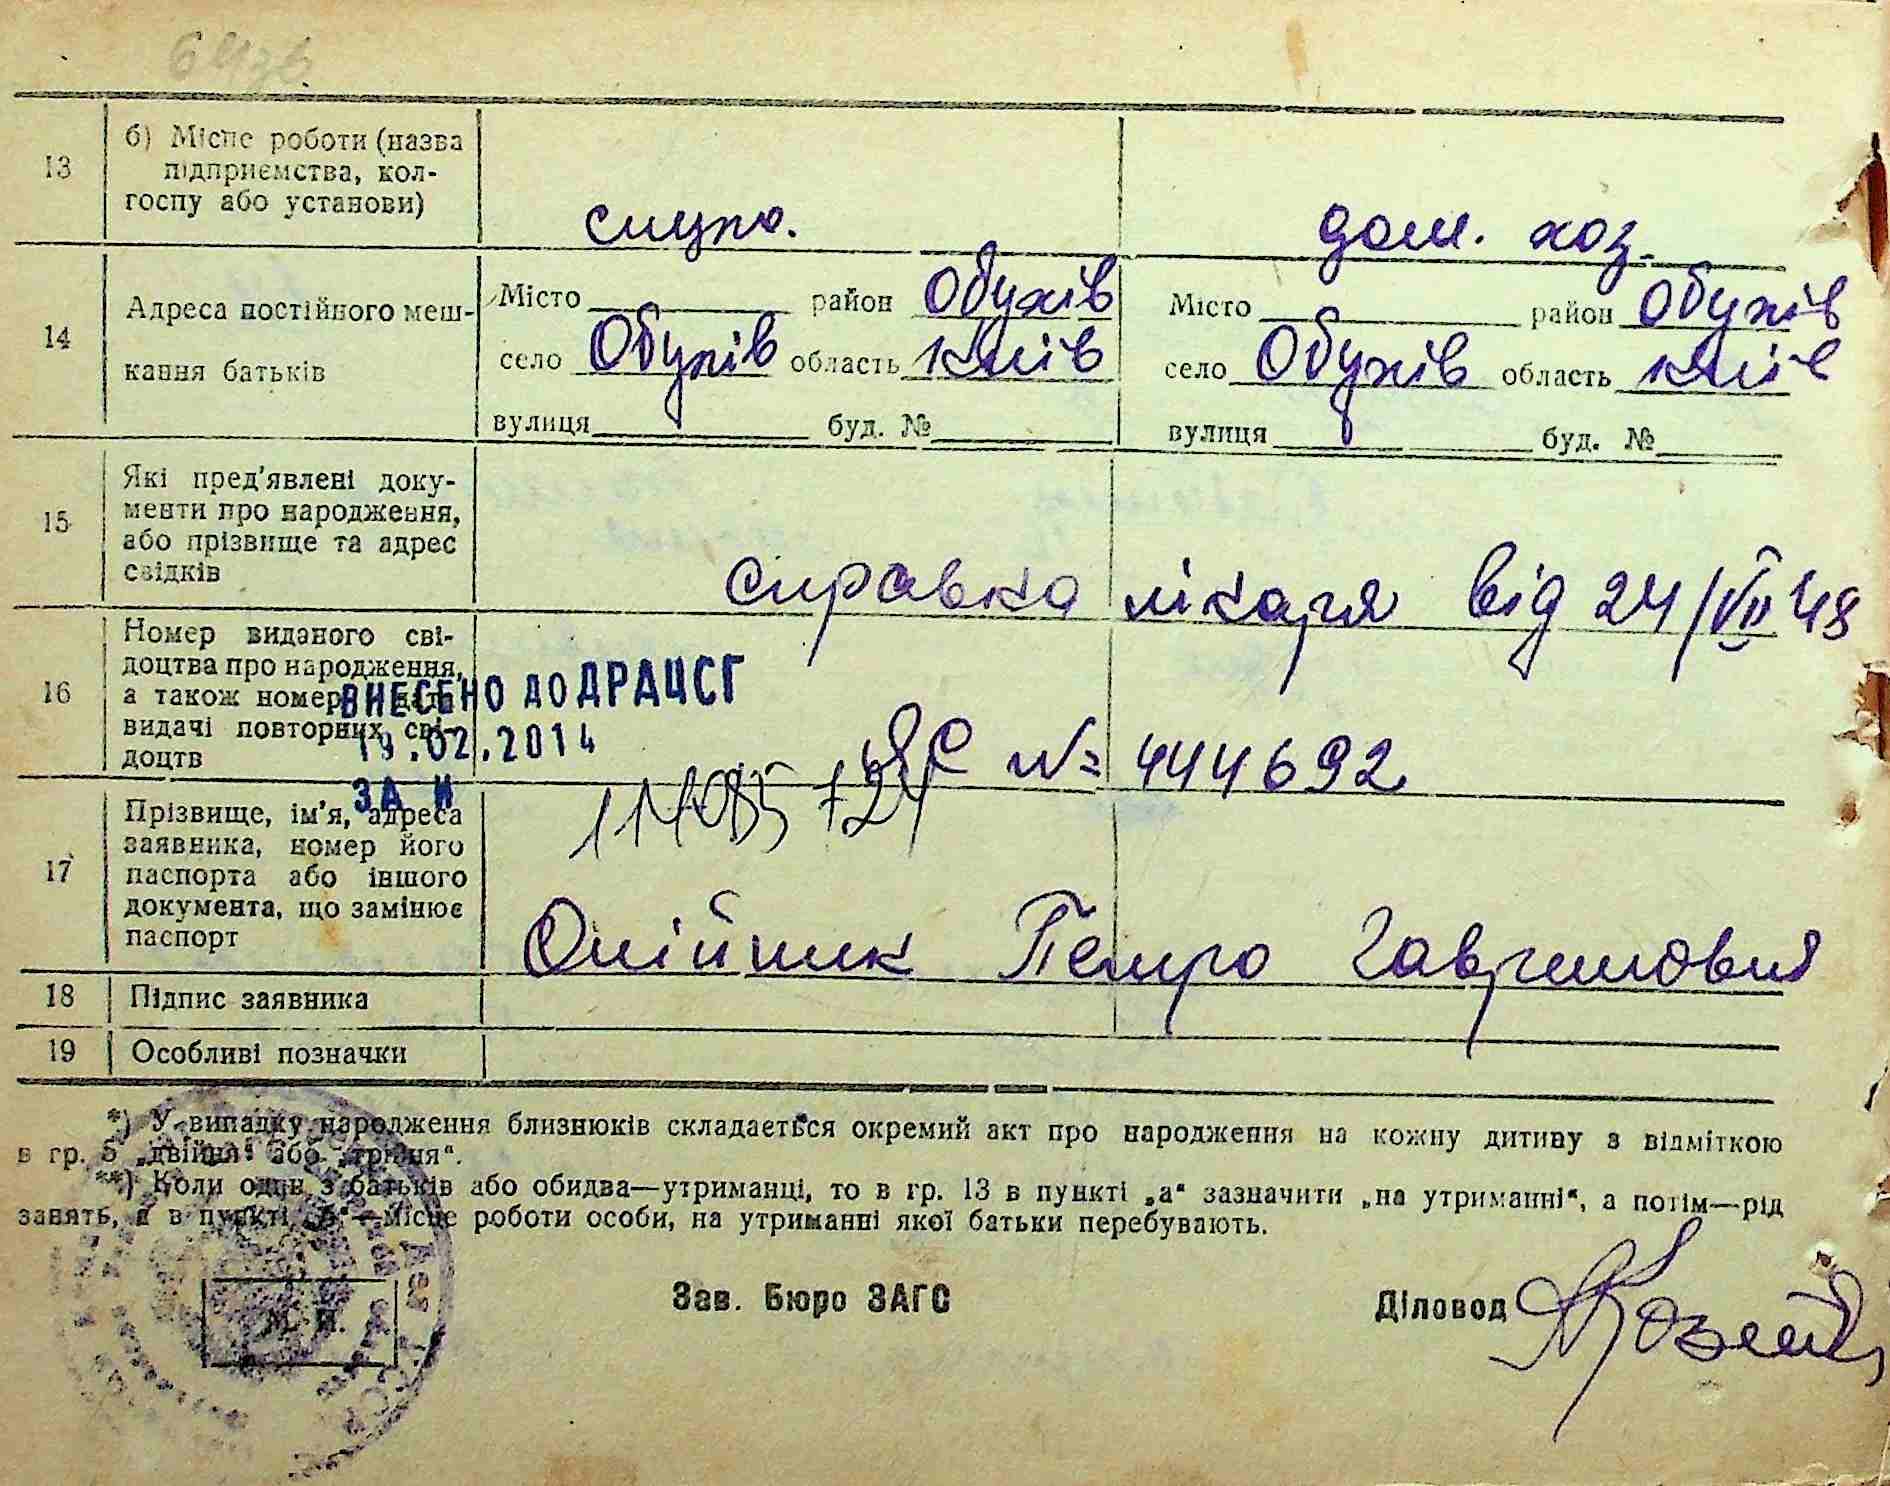 13
б) Місце роботи (назва
підприємства, кол-
госпу або установи)
служ.
дом. хоз.
14
Адреса постійного меш-
кання батьків
Місто район Обухів
село Обухів область Київ
вулиця буд. №
Місто район Обухів
село Обухів область Київ
вулиця буд. №
15
Які пред'явлені доку-
менти про народження,
або прізвище та адрес
свідків
справка лікаря від 24/VII 48
16
Номер виданого сві-
доцтва про народження,
а також номер і дата
видачі повторних сві-
доцтв
ВНЕСЕНО ДО ДРАЦСГ
19.02.2014
ЗА №
ЯС № 444692
17
Прізвище, ім'я, адреса
заявника, номер його
паспорта або іншого
документа, що замінює
паспорт
Олійник Петро Гаврилович
18
Підпис заявника
19
Особливі позначки
*) У випадку народження близнюків складається окремий акт про народження на кожну дитину з відміткою
в гр. 5 „двійня" або „трійня".
**) Коли один з батьків або обидва—утриманці, то в гр. 13 в пункті „а" зазначити „на утриманні", а потім—рід
занять, а в пункті „б"—місце роботи особи, на утриманні якої батьки перебувають.
М. П.
Зав. Бюро ЗАГС
Діловод